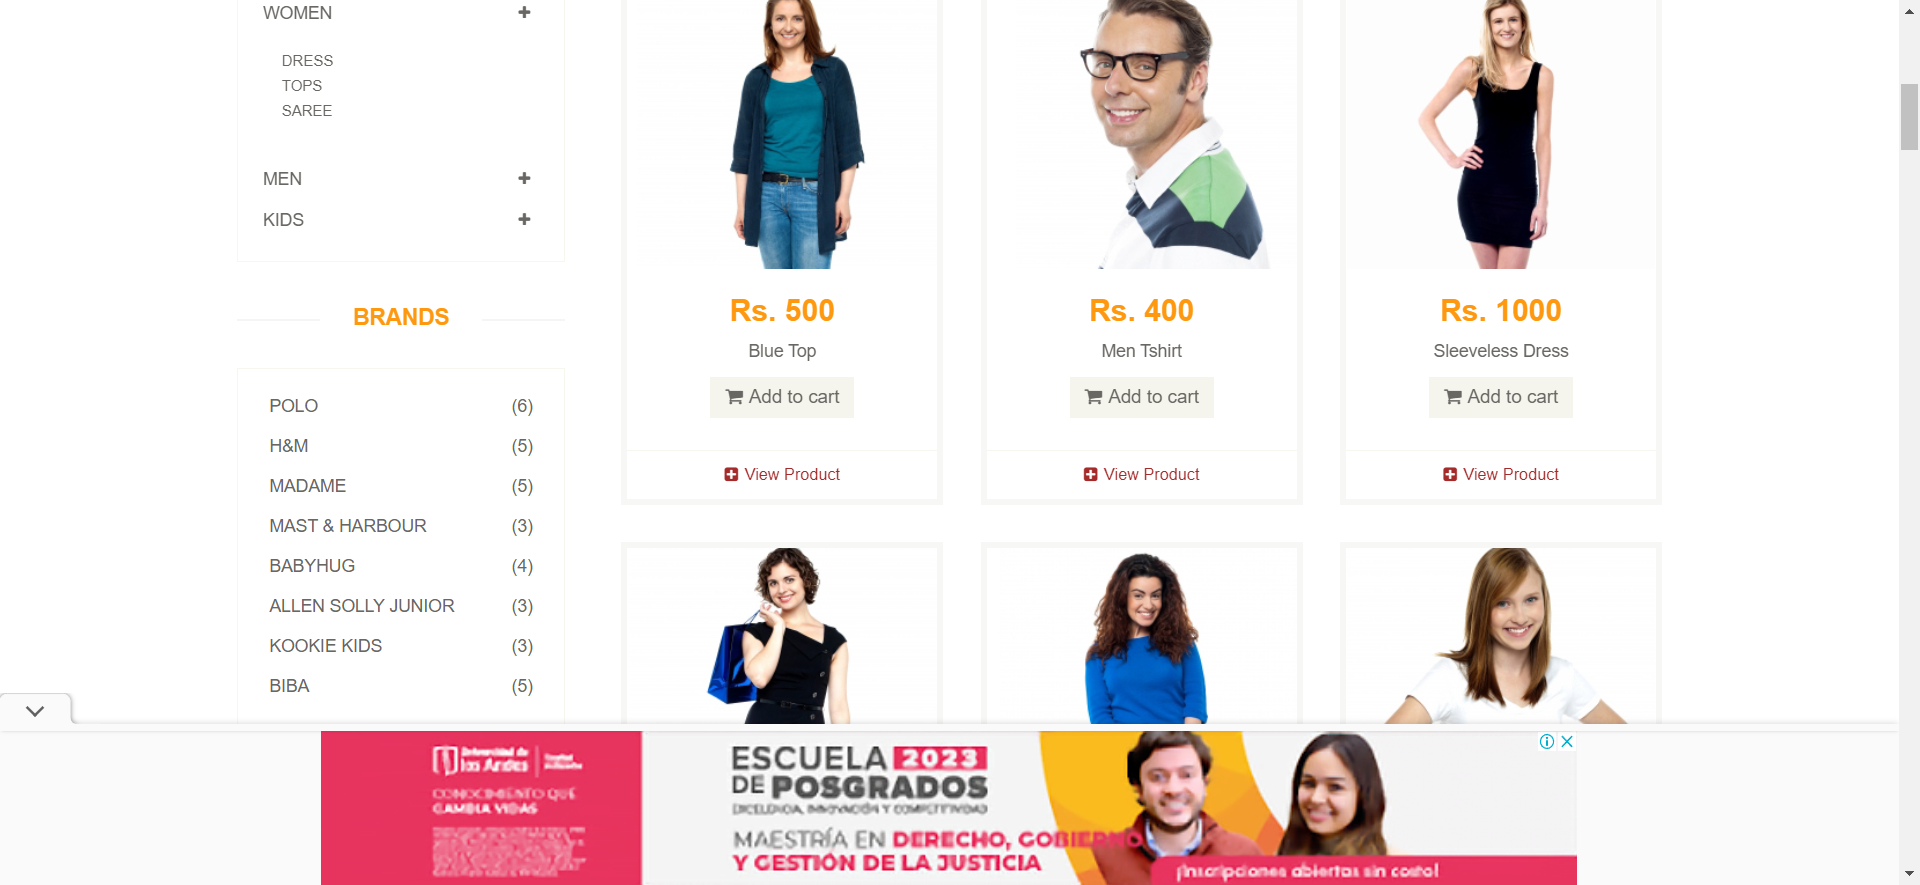 WOMEN
DRESS
TOPS
SAREE
MEN
KIDS
BRANDS
POLO (6)
H&M (5)
MADAME (5)
MAST & HARBOUR (3)
BABYHUG (4)
ALLEN SOLLY JUNIOR (3)
KOOKIE KIDS (3)
BIBA (5)
Rs. 500
Blue Top
Add to cart
View Product
Rs. 400
Men Tshirt
Add to cart
View Product
Rs. 1000
Sleeveless Dress
Add to cart
View Product
Universidad de
los Andes
CONOCIMIENTO QUE
CAMBIA VIDAS
ESCUELA 2023
DE POSGRADOS
EXCELENCIA, INNOVACIÓN Y COMPETITIVIDAD
MAESTRÍA EN DERECHO, GOBIERNO
Y GESTIÓN DE LA JUSTICIA
¡Inscripciones abiertas sin costo!